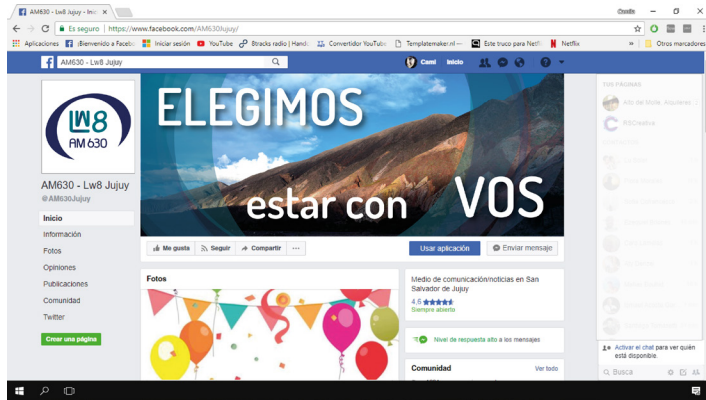 AM630 - Lw8 Jujuy - Inic
Es seguro | https://www.facebook.com/AM630Jujuy/
Aplicaciones ¡Bienvenido a Facebo Iniciar sesión YouTube Btracks radio | Hando Convertidor YouTube Templatemaker.nl — Este truco para Netfl Netflix » Otros marcadores
AM630 - Lw8 Jujuy Cami Inicio
TUS PÁGINAS
RECreativa
LW8
AM 630
ELEGIMOS
estar con VOS
AM630 - Lw8 Jujuy
@AM630Jujuy
Inicio
Información
Fotos
Opiniones
Publicaciones
Comunidad
Twitter
Crear una página
Me gusta Seguir Compartir ··· Usar aplicación Enviar mensaje
Fotos
Medio de comunicación/noticias en San
Salvador de Jujuy
4,6 ★★★★★
Siempre abierto
Nivel de respuesta alto a los mensajes
Comunidad Ver todo
Activar el chat para ver quién
está disponible.
Busca